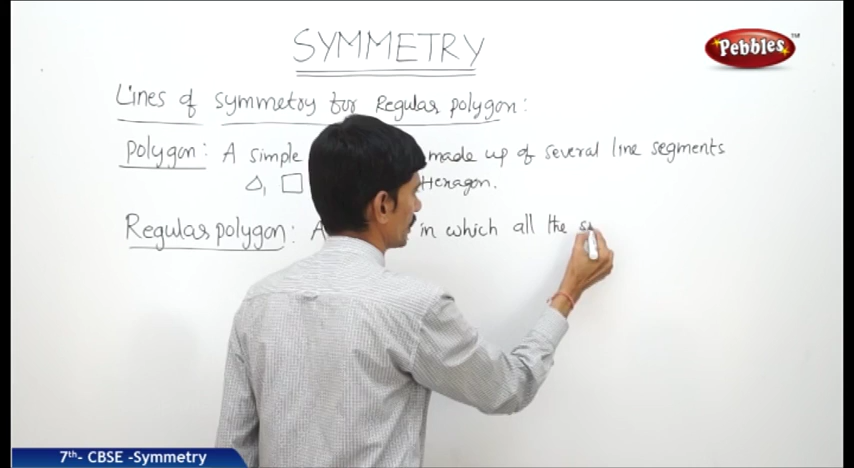 SYMMETRY
Pebbles™
Lines of symmetry for Regular polygon:
Polygon: A simple made up of several line segments
Hexagon.
Regular polygon: A in which all the
7th- CBSE -Symmetry